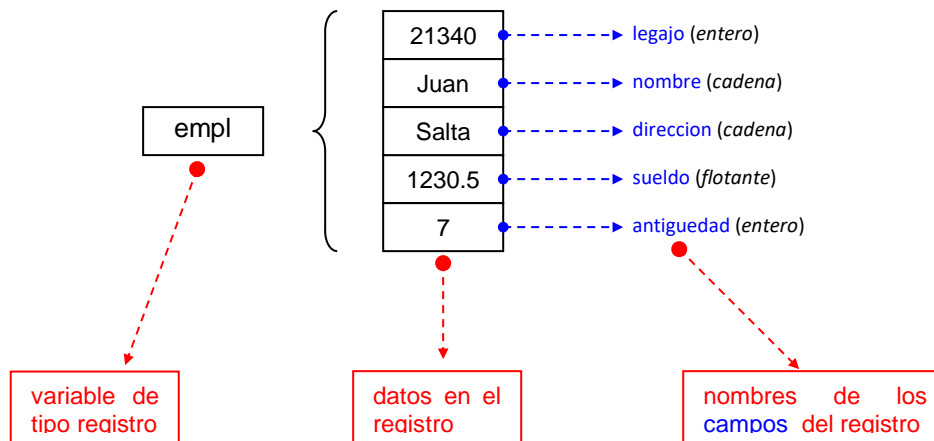 21340
legajo (entero)
Juan
nombre (cadena)
empl
Salta
direccion (cadena)
1230.5
sueldo (flotante)
7
antiguedad (entero)
variable de
tipo registro
datos en el
registro
nombres de los
campos del registro